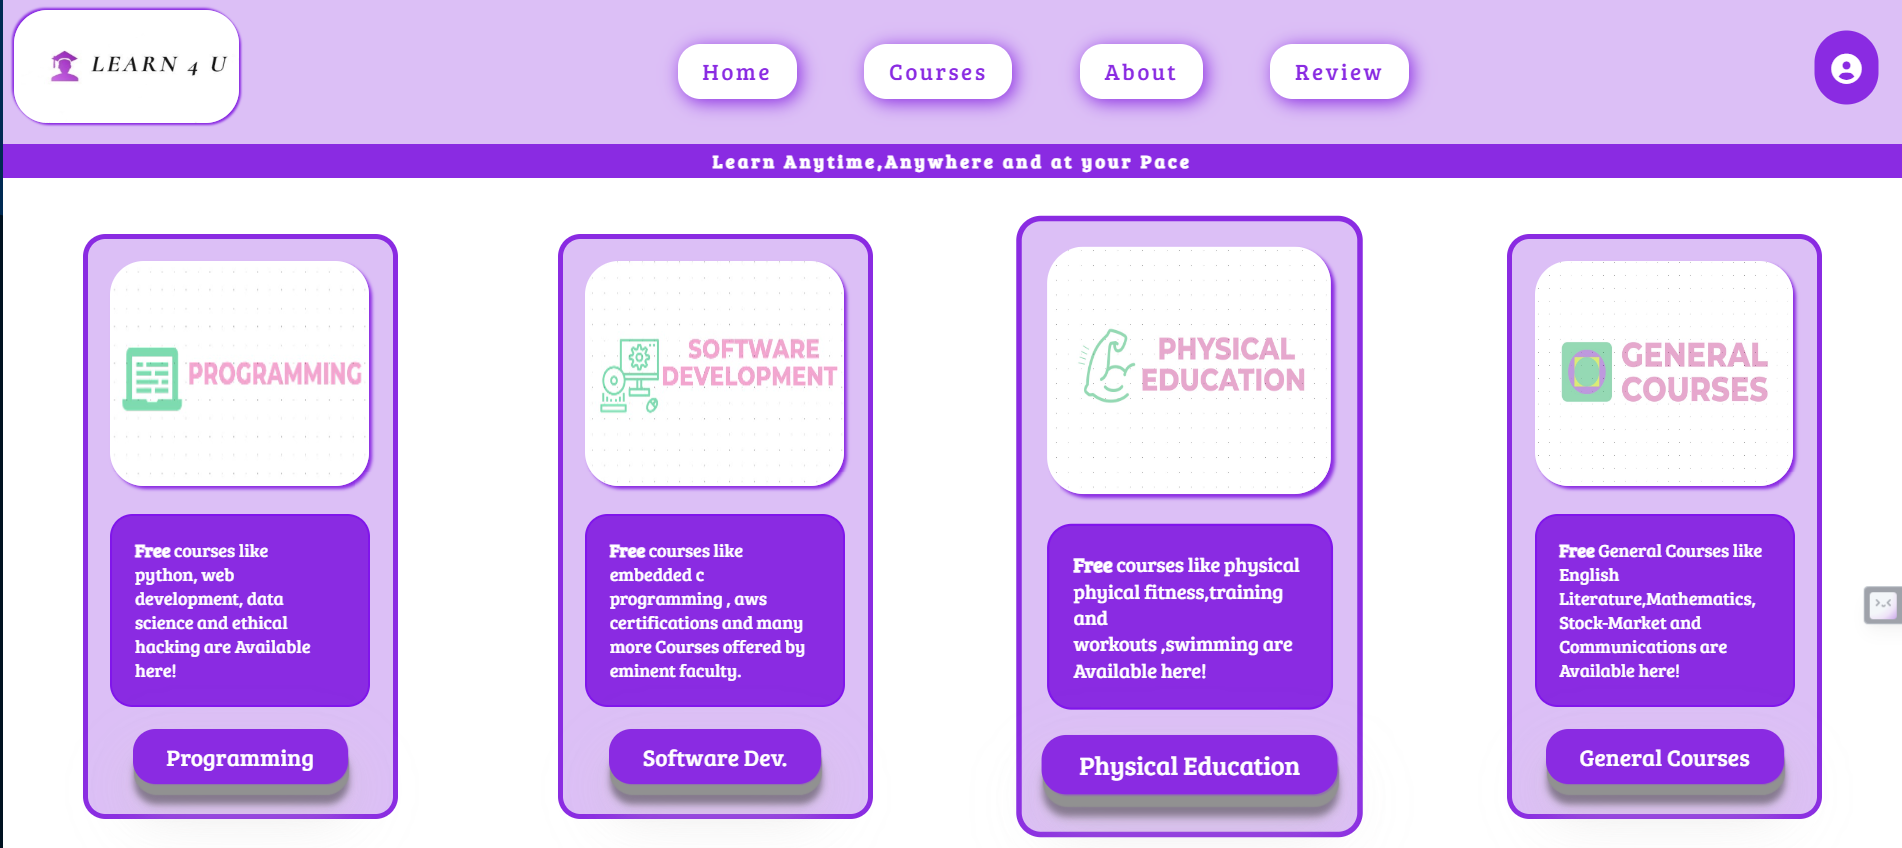 LEARN 4 U
Home
Courses
About
Review
Learn Anytime,Anywhere and at your Pace
PROGRAMMING
Free courses like
python, web
development, data
science and ethical
hacking are Available
here!
Programming
SOFTWARE
DEVELOPMENT
Free courses like
embedded c
programming , aws
certifications and many
more Courses offered by
eminent faculty.
Software Dev.
PHYSICAL
EDUCATION
Free courses like physical
phyical fitness,training
and
workouts ,swimming are
Available here!
Physical Education
GENERAL
COURSES
Free General Courses like
English
Literature,Mathematics,
Stock-Market and
Communications are
Available here!
General Courses